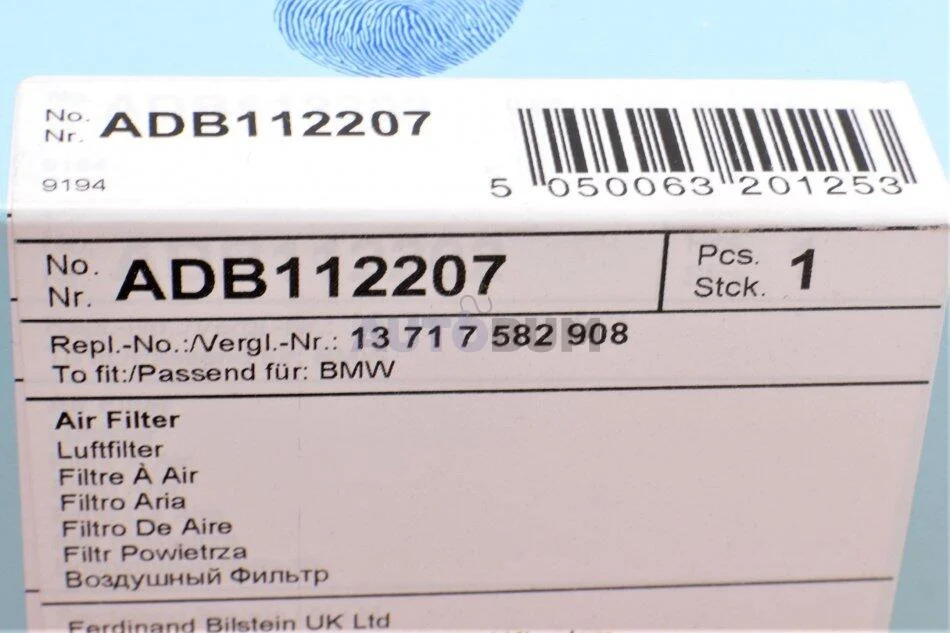 No.
Nr. ADB112207
9194
5 050063 201253
No.
Nr. ADB112207
Pcs.
Stck. 1
Repl.-No.:/Vergl.-Nr.: 13 71 7 582 908
To fit:/Passend für: BMW
Air Filter
Luftfilter
Filtre À Air
Filtro Aria
Filtro De Aire
Filtr Powietrza
Воздушный Фильтр
Ferdinand Bilstein UK Ltd
AUTODUM